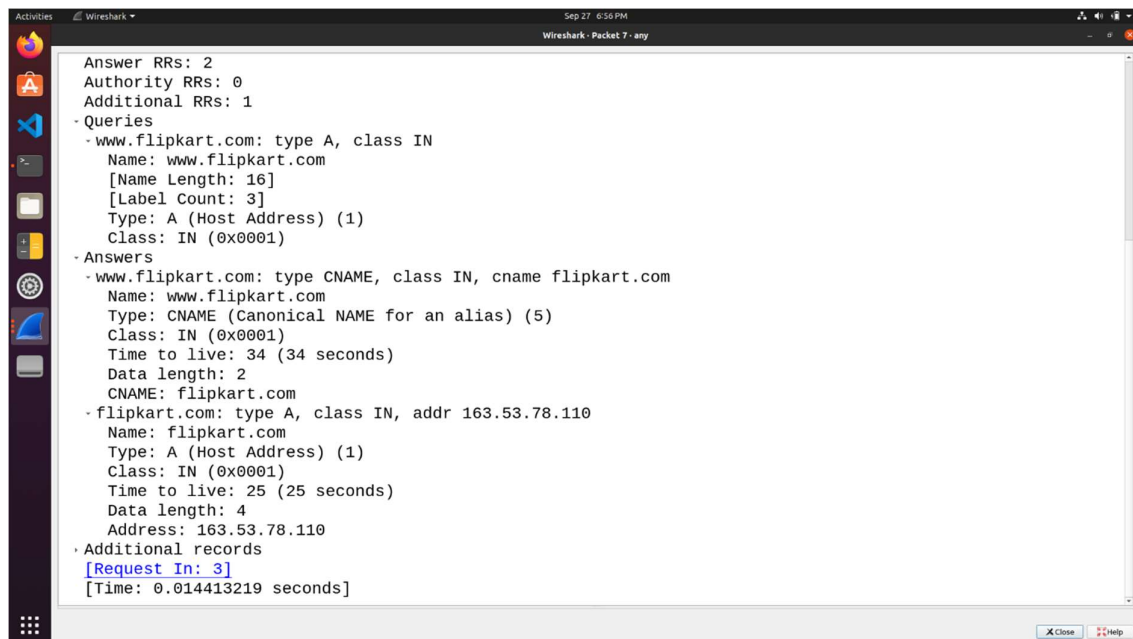 Activities
Wireshark
Sep 27 6:56 PM
Wireshark · Packet 7 · any
Answer RRs: 2
Authority RRs: 0
Additional RRs: 1
Queries
www.flipkart.com: type A, class IN
Name: www.flipkart.com
[Name Length: 16]
[Label Count: 3]
Type: A (Host Address) (1)
Class: IN (0x0001)
Answers
www.flipkart.com: type CNAME, class IN, cname flipkart.com
Name: www.flipkart.com
Type: CNAME (Canonical NAME for an alias) (5)
Class: IN (0x0001)
Time to live: 34 (34 seconds)
Data length: 2
CNAME: flipkart.com
flipkart.com: type A, class IN, addr 163.53.78.110
Name: flipkart.com
Type: A (Host Address) (1)
Class: IN (0x0001)
Time to live: 25 (25 seconds)
Data length: 4
Address: 163.53.78.110
Additional records
[Request In: 3]
[Time: 0.014413219 seconds]
Close
Help